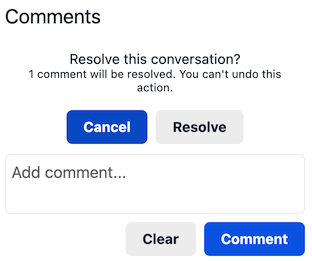 Comments
Resolve this conversation?
1 comment will be resolved. You can't undo this
action.
Cancel Resolve
Add comment...
Clear Comment